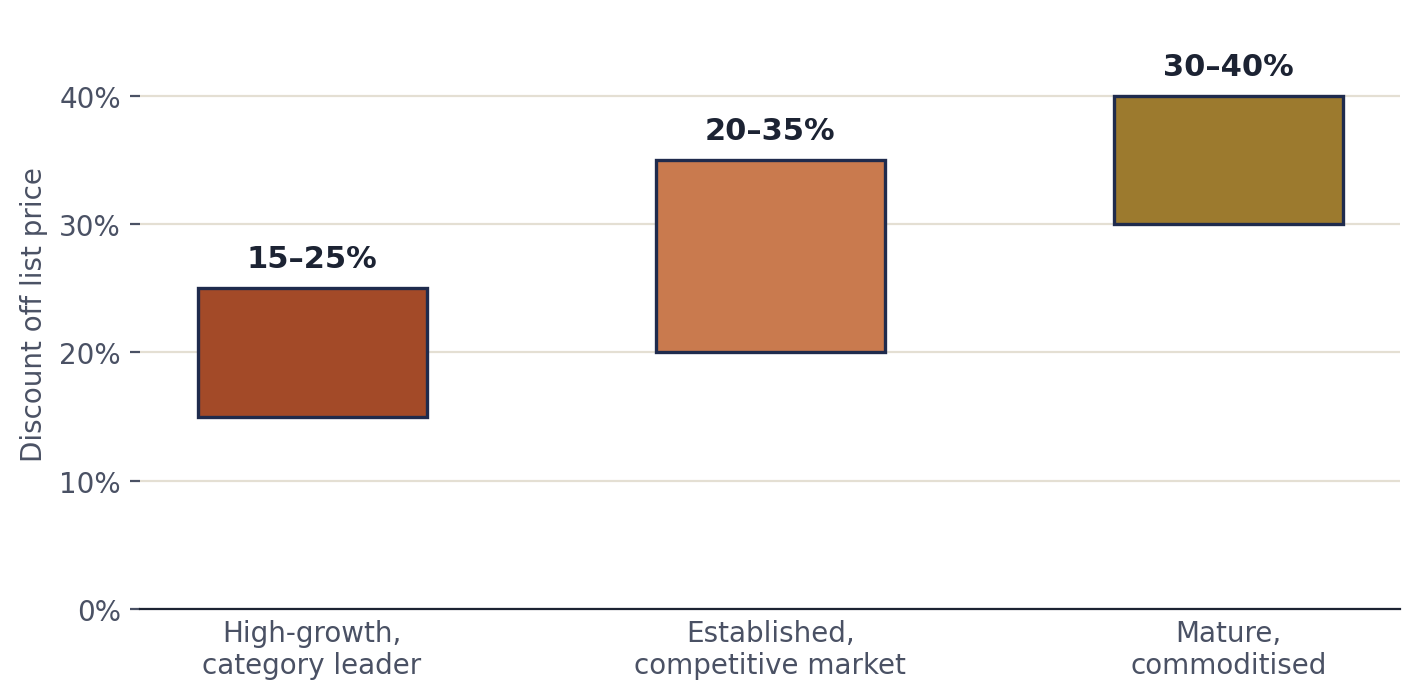 30–40%
40%
20–35%
30%
15–25%
20%
10%
0%
Discount off list price
High-growth,
category leader
Established,
competitive market
Mature,
commoditised